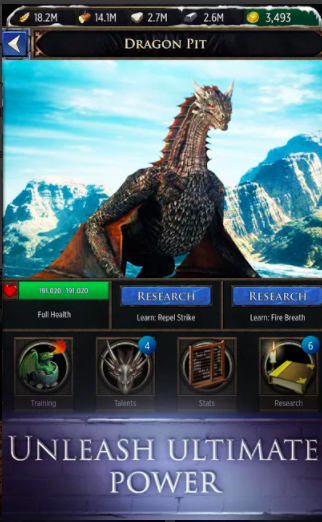 18.2M 14.1M 2.7M 2.6M 3,493
DRAGON PIT
191,020 191,020
RESEARCH RESEARCH
Full Health Learn: Repel Strike Learn: Fire Breath
4 6
Training Talents Stats Research
UNLEASH ULTIMATE
POWER